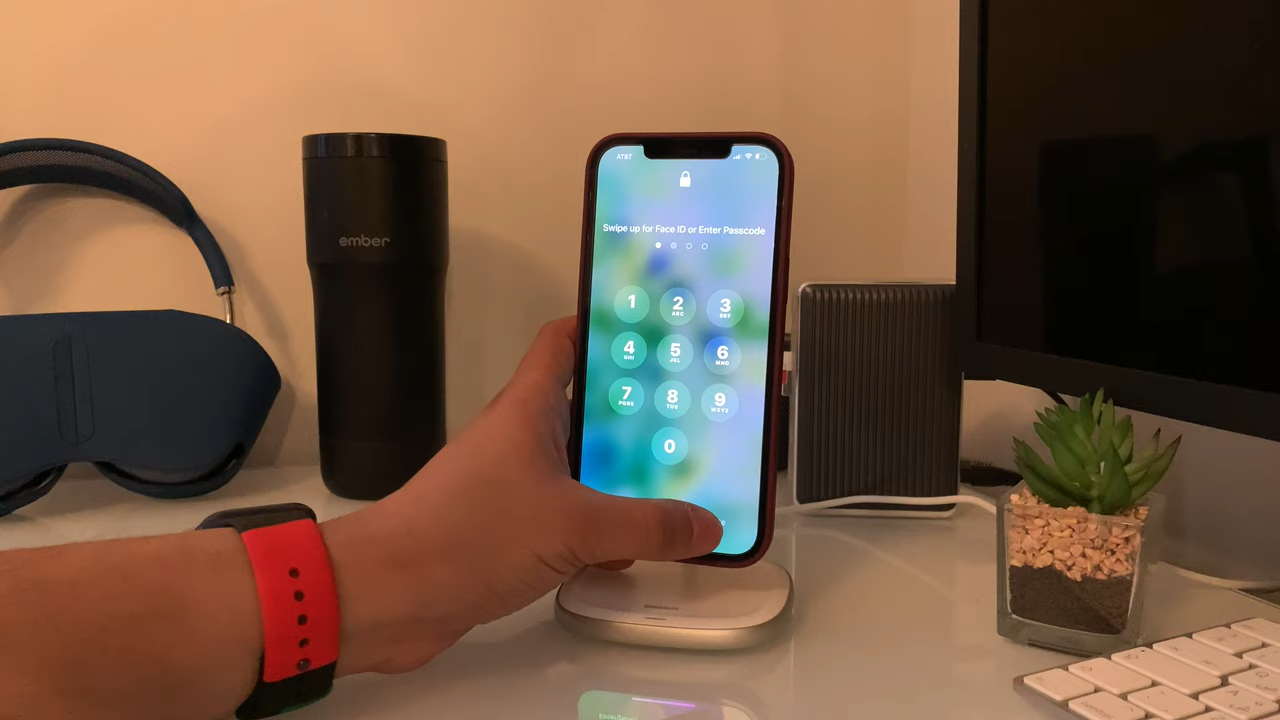 ember
AT&T
Swipe up for Face ID or Enter Passcode
1
2
ABC
3
DEF
4
GHI
5
JKL
6
MNO
7
PQRS
8
TUV
9
WXYZ
0